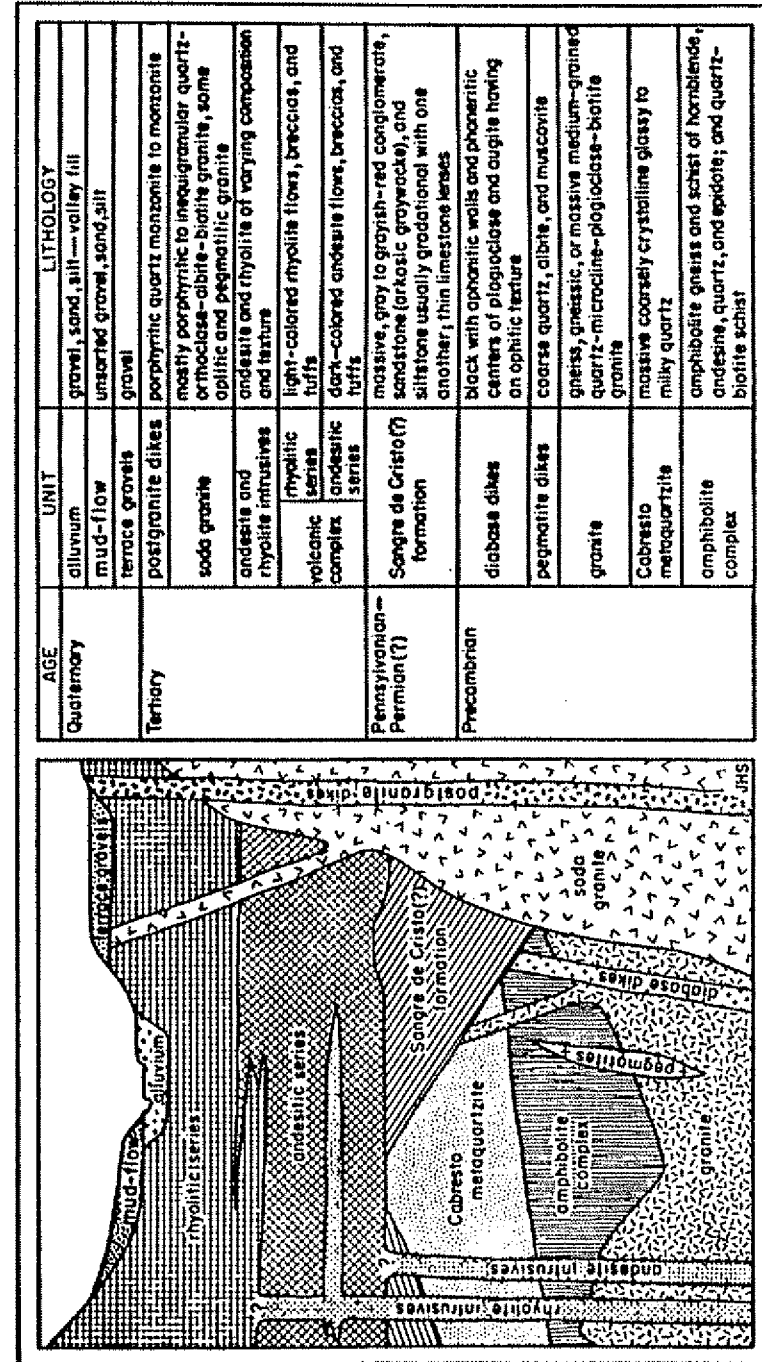 AGE
UNIT
LITHOLOGY
Quaternary
alluvium
gravel, sand, silt—valley fill
mud-flow
unsorted gravel, sand, silt
terrace gravels
gravel
Tertiary
postgranite dikes
porphyritic quartz monzonite to monzonite
soda granite
mostly porphyritic to inequigranular quartz-
orthoclase-albite-biotite granite, some
aplitic and pegmatitic granite
andesite and
rhyolite intrusives
andesite and rhyolite of varying composition
and texture
volcanic
complex
rhyolitic
series
light-colored rhyolite flows, breccias, and
tuffs
andesitic
series
dark-colored andesite flows, breccias, and
tuffs
Pennsylvanian-
Permian(?)
Sangre de Cristo(?)
formation
massive, gray to grayish-red conglomerate,
sandstone (arkosic graywacke), and
siltstone usually gradational with one
another; thin limestone lenses
Precambrian
diabase dikes
black with aphanitic walls and phaneritic
centers of plagioclase and augite having
an ophitic texture
pegmatite dikes
coarse quartz, albite, and muscovite
granite
gneiss, gneissic, or massive medium-grained
quartz-microcline-plagioclase-biotite
granite
Cabresto
metaquartzite
massive coarsely crystalline glassy to
milky quartz
amphibolite
complex
amphibolite gneiss and schist of hornblende,
andesine, quartz, and epidote; and quartz-
biotite schist
mud-flow
alluvium
terrace gravels
rhyolitic series
andesitic series
Sangre de Cristo(?)
formation
Cabresto
metaquartzite
amphibolite
complex
granite
pegmatites
diabase dikes
soda
granite
postgranite dikes
?
rhyolite intrusives
?
andesite intrusives
JHS